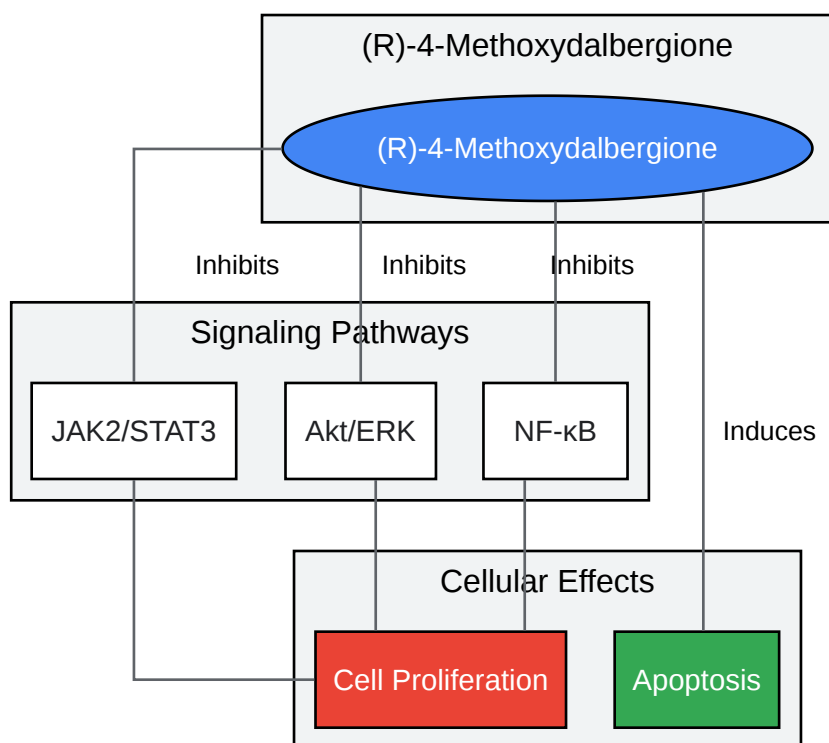 (R)-4-Methoxydalbergione
(R)-4-Methoxydalbergione
Inhibits
Inhibits
Inhibits
Signaling Pathways
JAK2/STAT3
Akt/ERK
NF-κB
Induces
Cellular Effects
Cell Proliferation
Apoptosis